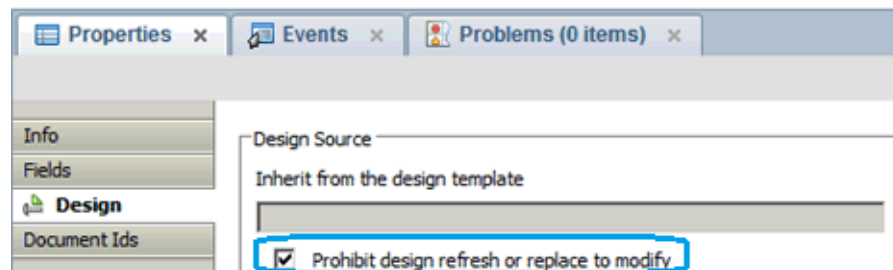 Properties x Events x Problems (0 items) x
Info
Fields
Design
Document Ids
Design Source
Inherit from the design template
Prohibit design refresh or replace to modify